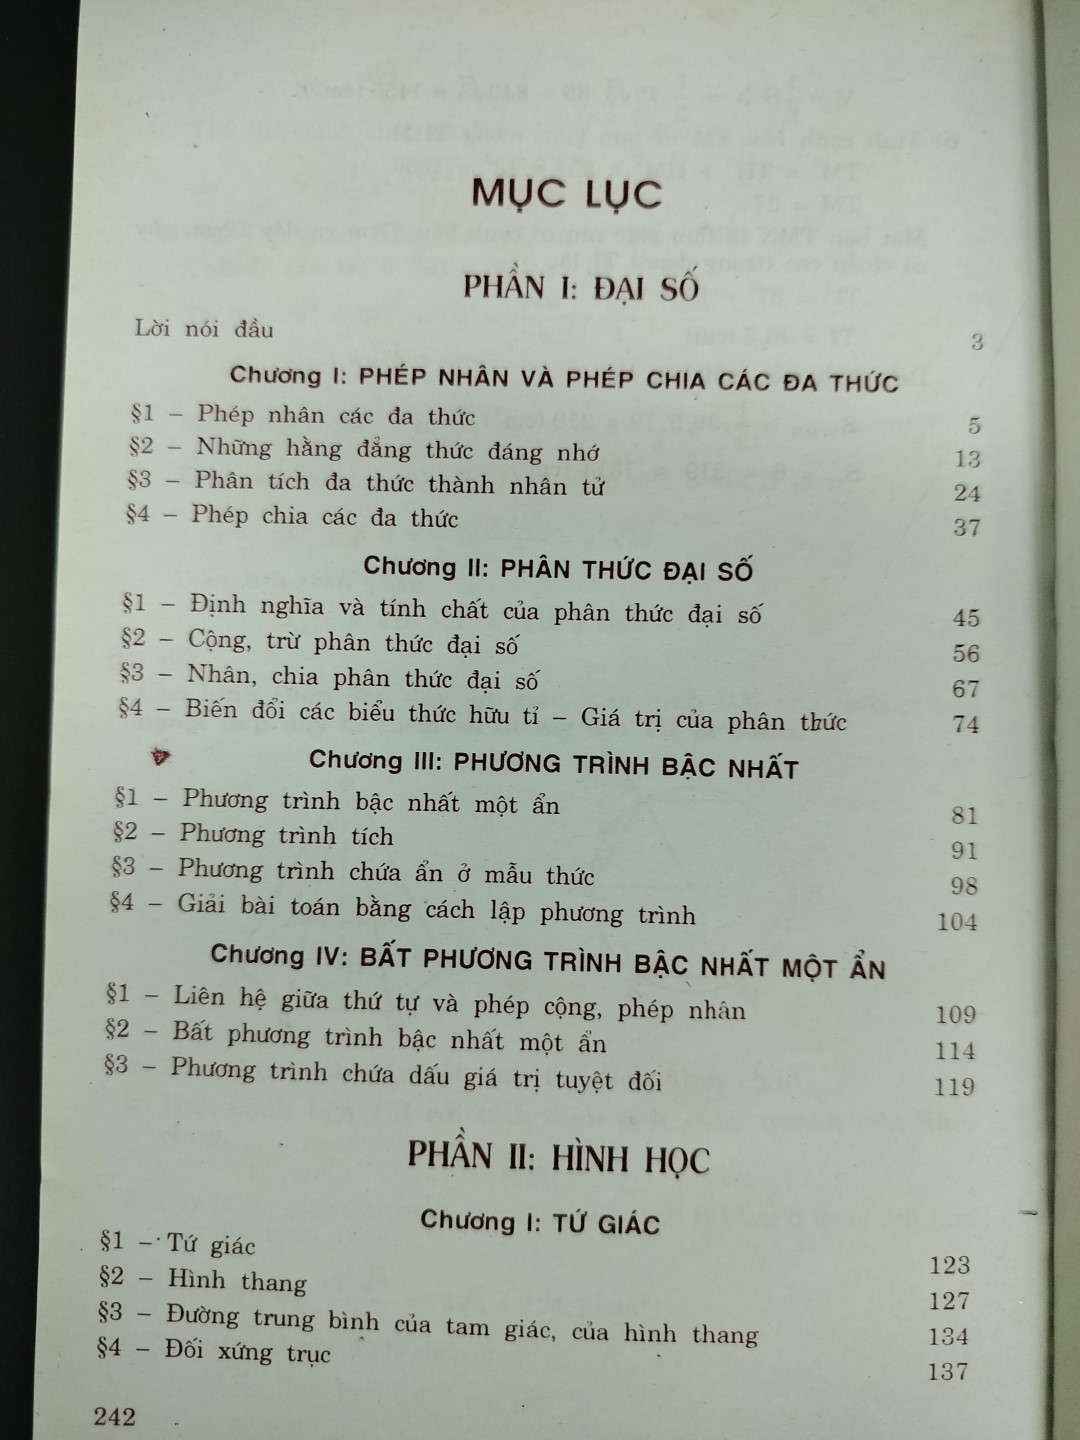 MỤC LỤC
PHẦN I: ĐẠI SỐ
Lời nói đầu 3
Chương I: PHÉP NHÂN VÀ PHÉP CHIA CÁC ĐA THỨC
§1 – Phép nhân các đa thức 5
§2 – Những hằng đẳng thức đáng nhớ 13
§3 – Phân tích đa thức thành nhân tử 24
§4 – Phép chia các đa thức 37
Chương II: PHÂN THỨC ĐẠI SỐ
§1 – Định nghĩa và tính chất của phân thức đại số 45
§2 – Cộng, trừ phân thức đại số 56
§3 – Nhân, chia phân thức đại số 67
§4 – Biến đổi các biểu thức hữu tỉ – Giá trị của phân thức 74
Chương III: PHƯƠNG TRÌNH BẬC NHẤT
§1 – Phương trình bậc nhất một ẩn 81
§2 – Phương trình tích 91
§3 – Phương trình chứa ẩn ở mẫu thức 98
§4 – Giải bài toán bằng cách lập phương trình 104
Chương IV: BẤT PHƯƠNG TRÌNH BẬC NHẤT MỘT ẨN
§1 – Liên hệ giữa thứ tự và phép cộng, phép nhân 109
§2 – Bất phương trình bậc nhất một ẩn 114
§3 – Phương trình chứa dấu giá trị tuyệt đối 119
PHẦN II: HÌNH HỌC
Chương I: TỨ GIÁC
§1 – Tứ giác 123
§2 – Hình thang 127
§3 – Đường trung bình của tam giác, của hình thang 134
§4 – Đối xứng trục 137
242